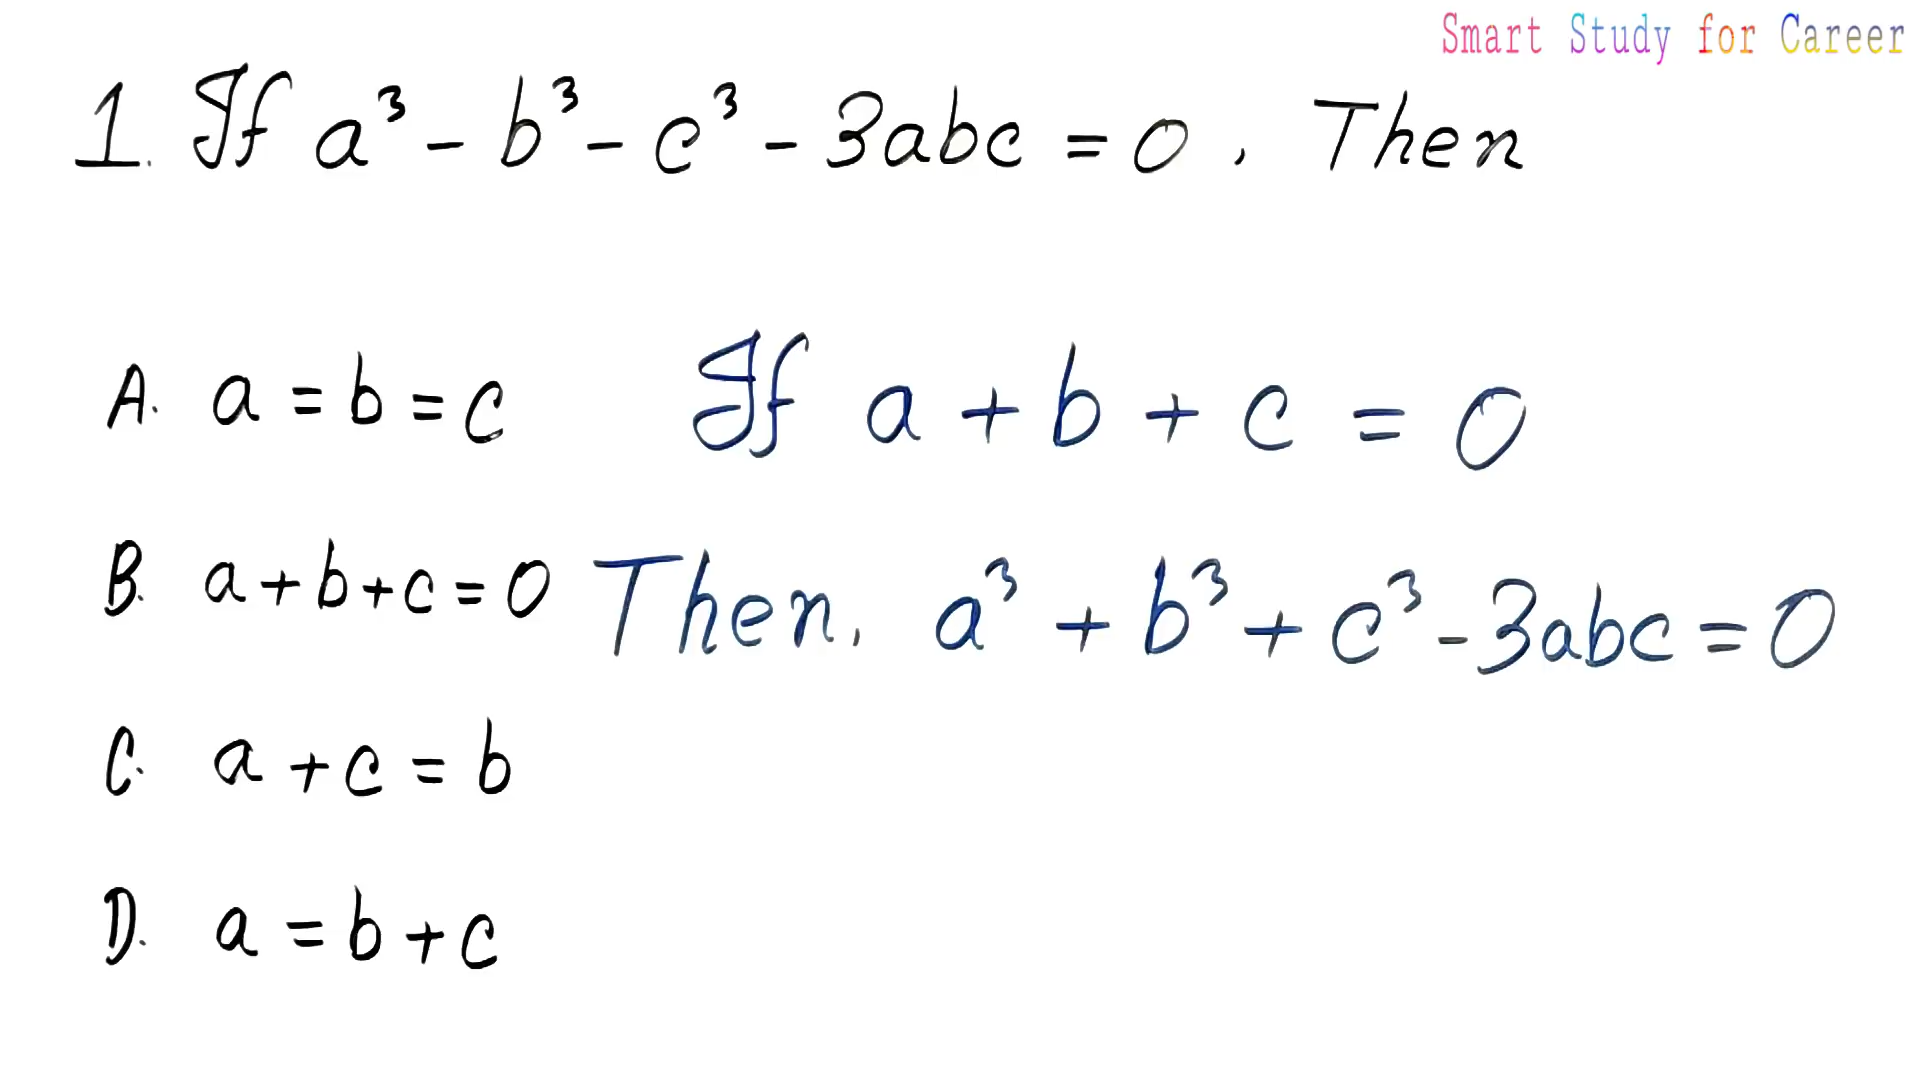 Smart Study for Career
1. If a³ - b³ - c³ - 3abc = 0, Then
A. a = b = c
If a + b + c = 0
B. a + b + c = 0
Then, a³ + b³ + c³ - 3abc = 0
C. a + c = b
D. a = b + c